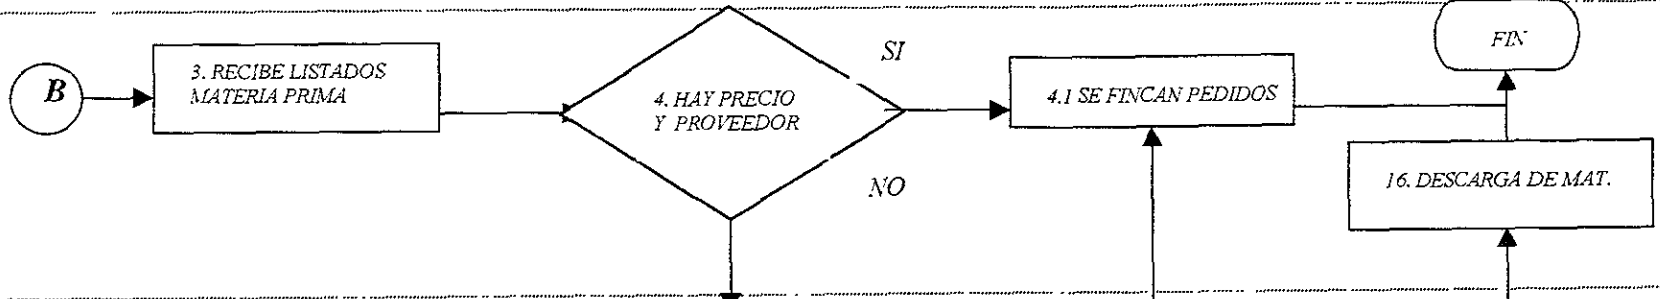 B
3. RECIBE LISTADOS
MATERIA PRIMA
4. HAY PRECIO
Y PROVEEDOR
SI
NO
4.1 SE FINCAN PEDIDOS
FIN
16. DESCARGA DE MAT.